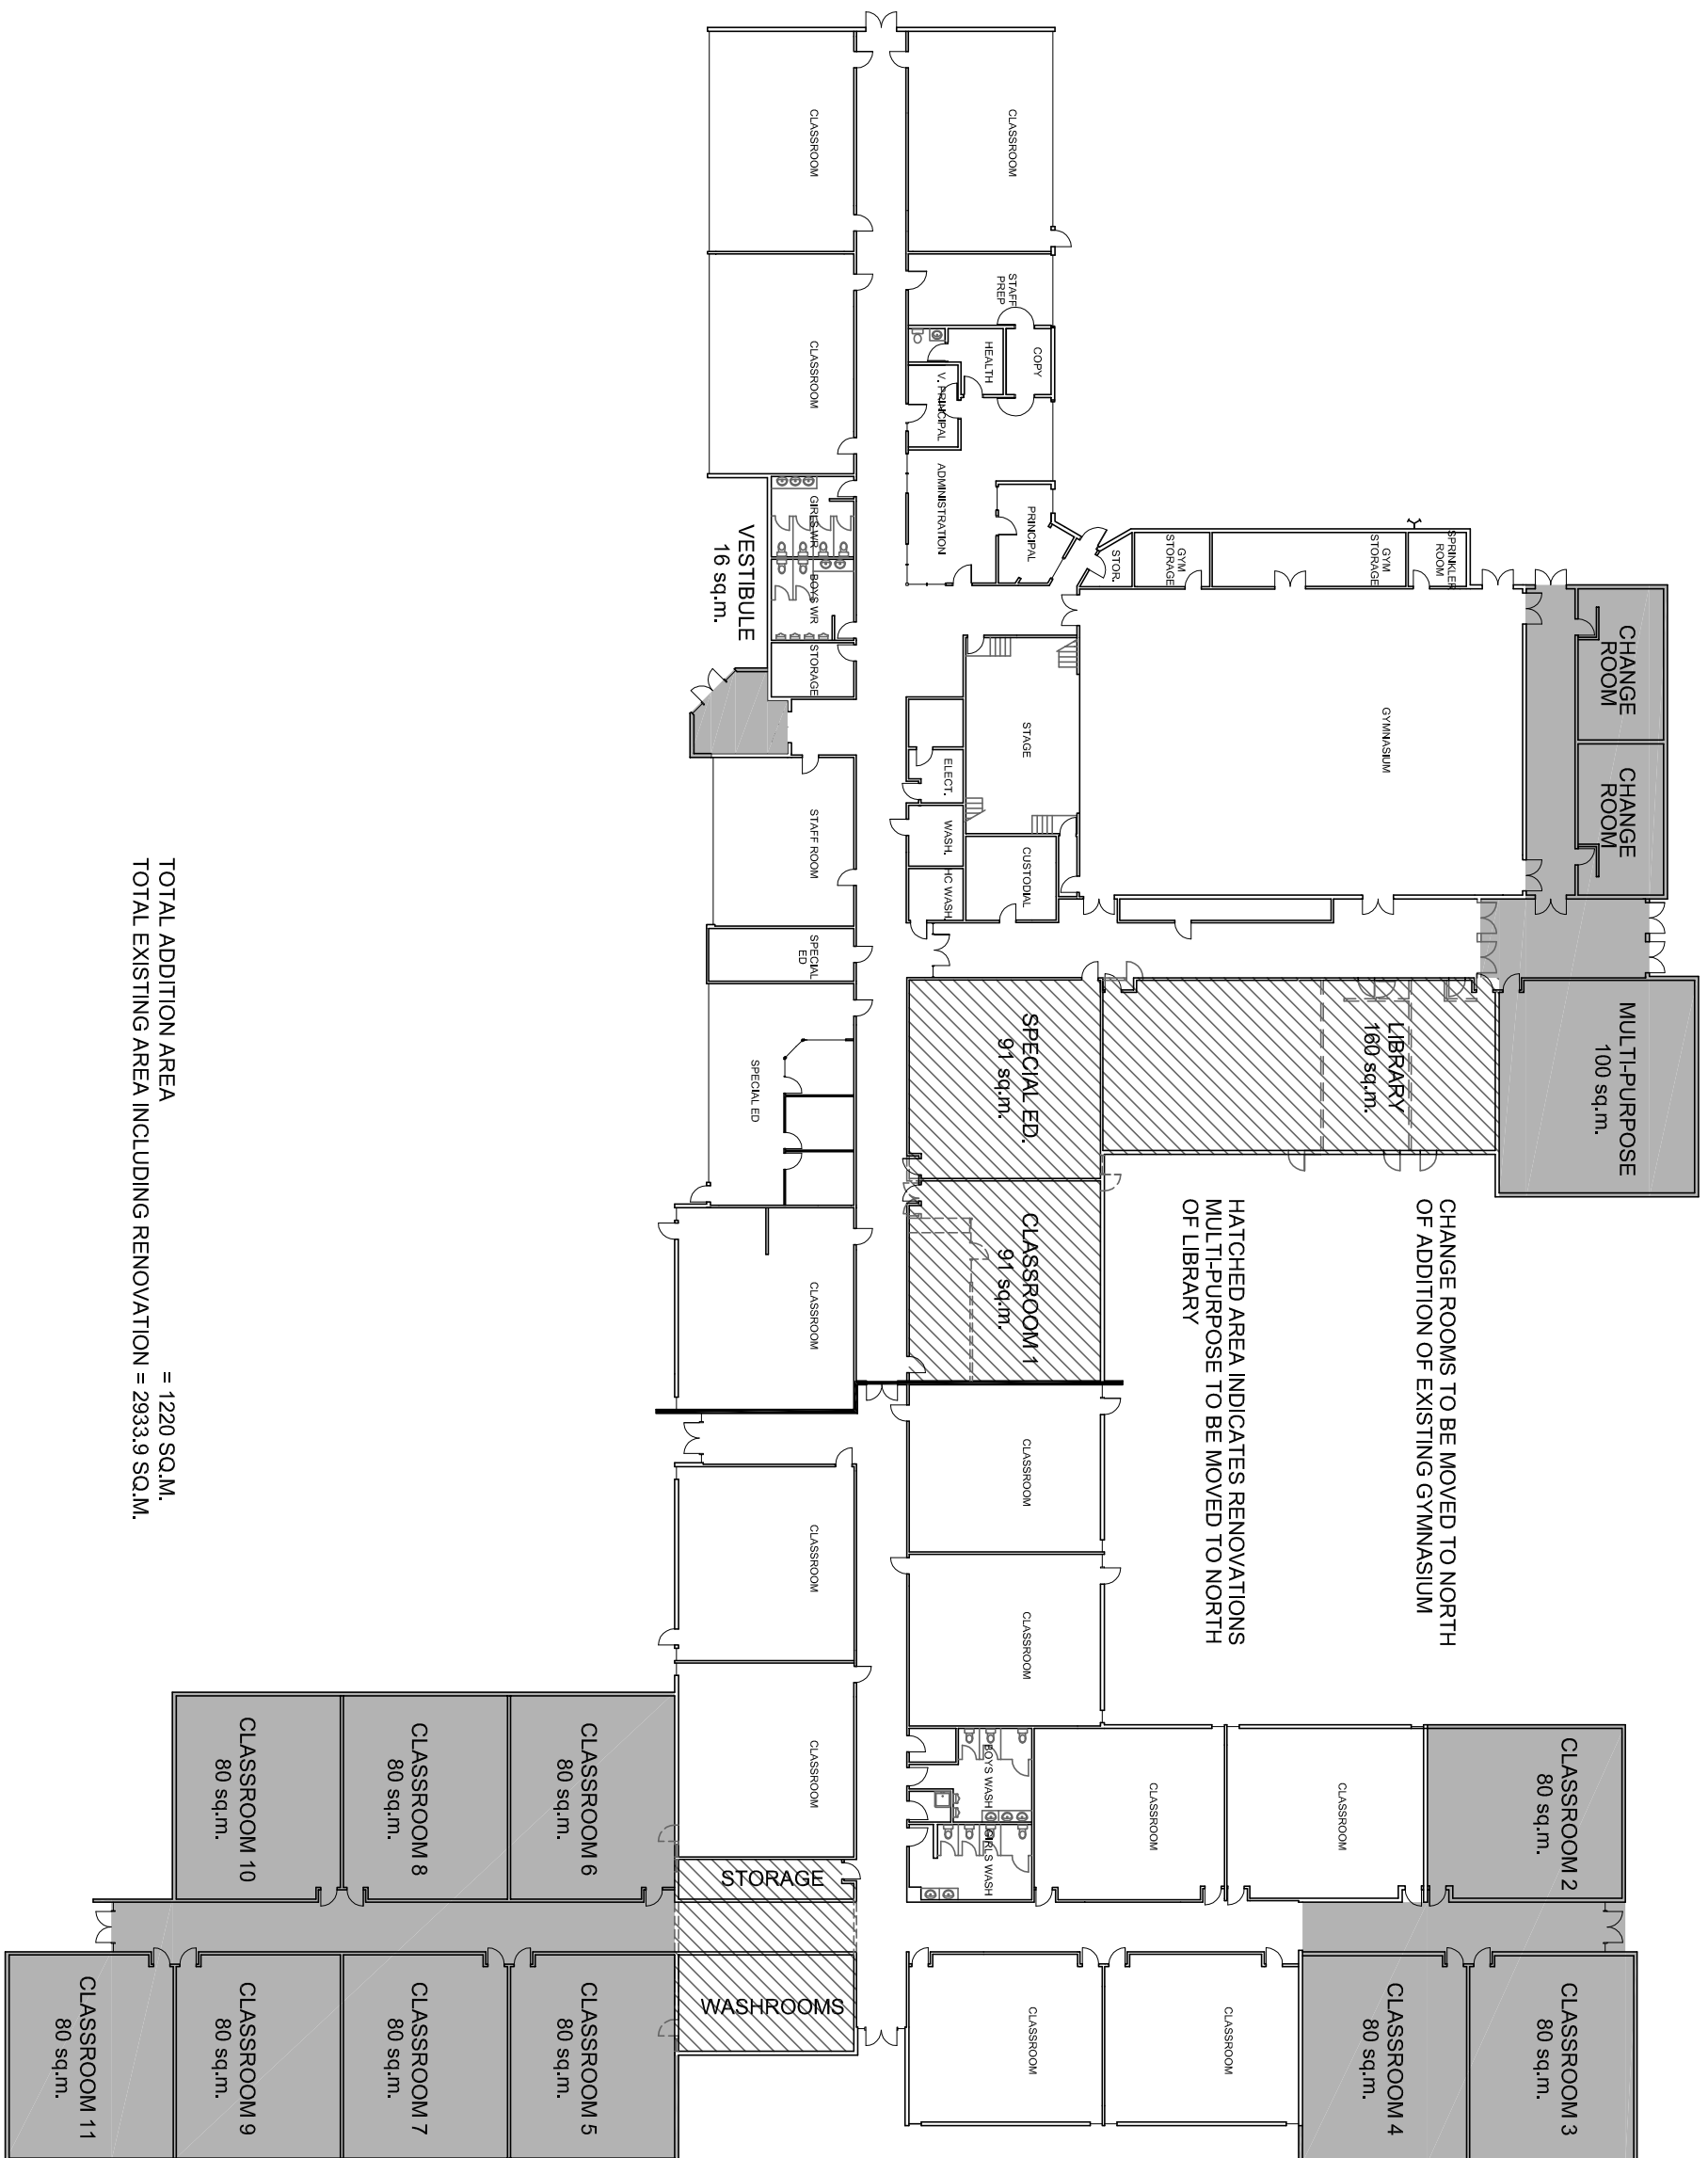 CHANGE
ROOM
CHANGE
ROOM
MULTI-PURPOSE
100 sq.m.
CLASSROOM 2
80 sq.m.
CLASSROOM 3
80 sq.m.
SPRINKLER
ROOM
GYM
STORAGE
GYM
STORAGE
STOR.
GYMNASIUM
LIBRARY
160 sq.m.
CHANGE ROOMS TO BE MOVED TO NORTH
OF ADDITION OF EXISTING GYMNASIUM
HATCHED AREA INDICATES RENOVATIONS
MULTI-PURPOSE TO BE MOVED TO NORTH
OF LIBRARY
CLASSROOM
CLASSROOM
CLASSROOM 4
80 sq.m.
CLASSROOM
CLASSROOM
CLASSROOM
STAFF
PREP
COPY
HEALTH
V. PRINCIPAL
ADMINISTRATION
PRINCIPAL
STAGE
ELECT.
WASH.
HC WASH.
CUSTODIAL
SPECIAL ED.
91 sq.m.
CLASSROOM 1
91 sq.m.
CLASSROOM
CLASSROOM
BOYS WASH
GIRLS WASH
CLASSROOM
CLASSROOM
GIRLS WR
BOYS WR
STORAGE
VESTIBULE
16 sq.m.
STAFF ROOM
SPECIAL
ED
SPECIAL ED
CLASSROOM
CLASSROOM
CLASSROOM
STORAGE
WASHROOMS
CLASSROOM 6
80 sq.m.
CLASSROOM 5
80 sq.m.
CLASSROOM 8
80 sq.m.
CLASSROOM 7
80 sq.m.
CLASSROOM 10
80 sq.m.
CLASSROOM 9
80 sq.m.
CLASSROOM 11
80 sq.m.
TOTAL ADDITION AREA = 1220 SQ.M.
TOTAL EXISTING AREA INCLUDING RENOVATION = 2933.9 SQ.M.